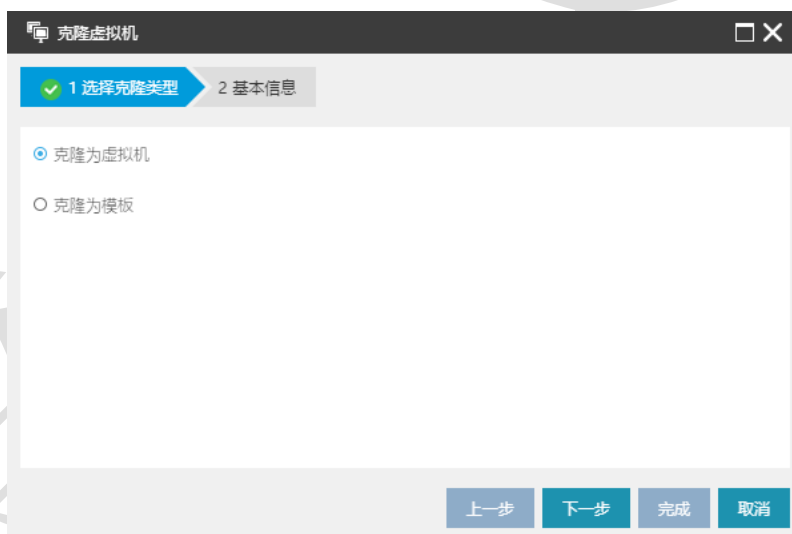 克隆虚拟机
1 选择克隆类型 2 基本信息
克隆为虚拟机
克隆为模板
上一步 下一步 完成 取消